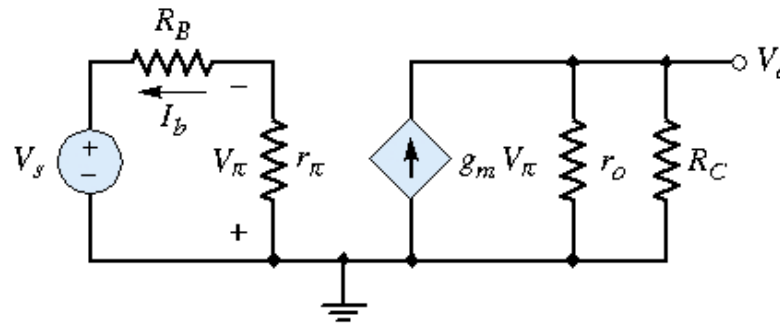 R_B
V_o
I_b
−
V_s
+
−
V_π
r_π
g_m V_π
r_o
R_C
+